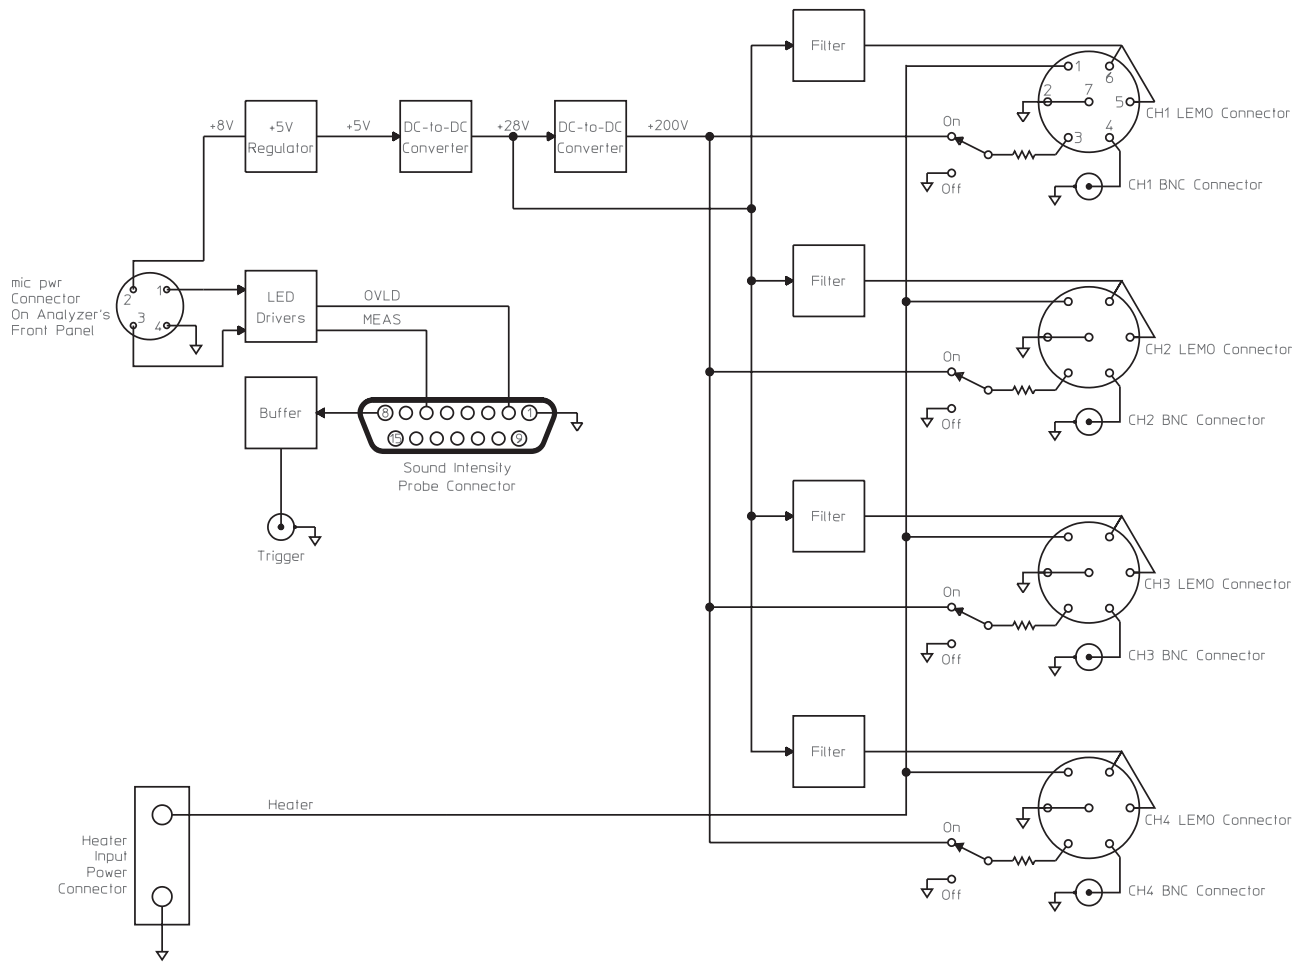 Filter
1
6
2
7
5
CH1 LEMO Connector
3
4
On
Off
CH1 BNC Connector
+8V
+5V
Regulator
+5V
DC-to-DC
Converter
+28V
DC-to-DC
Converter
+200V
mic pwr
Connector
On Analyzer's
Front Panel
1
2
3
4
LED
Drivers
OVLD
MEAS
Buffer
8
1
15
9
Sound Intensity
Probe Connector
Trigger
Filter
CH2 LEMO Connector
On
Off
CH2 BNC Connector
Filter
CH3 LEMO Connector
On
Off
CH3 BNC Connector
Filter
CH4 LEMO Connector
On
Off
CH4 BNC Connector
Heater
Heater
Input
Power
Connector